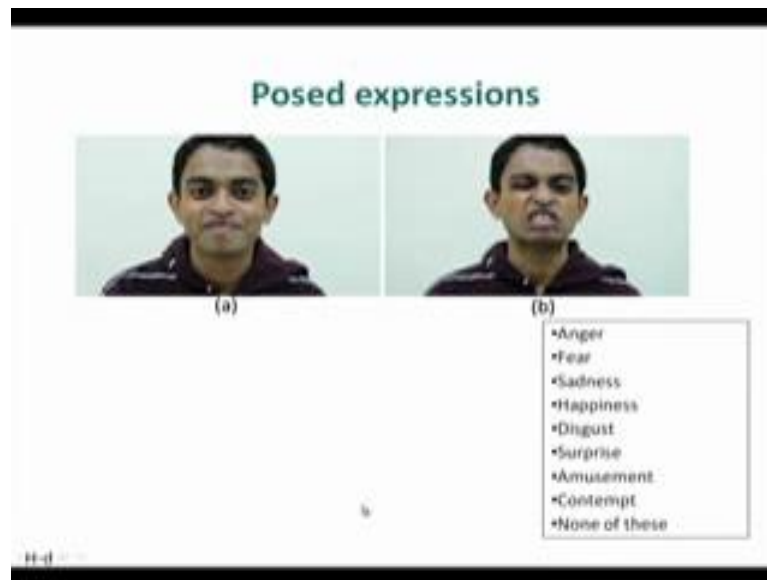 Posed expressions
(a)
(b)
•Anger
•Fear
•Sadness
•Happiness
•Disgust
•Surprise
•Amusement
•Contempt
•None of these